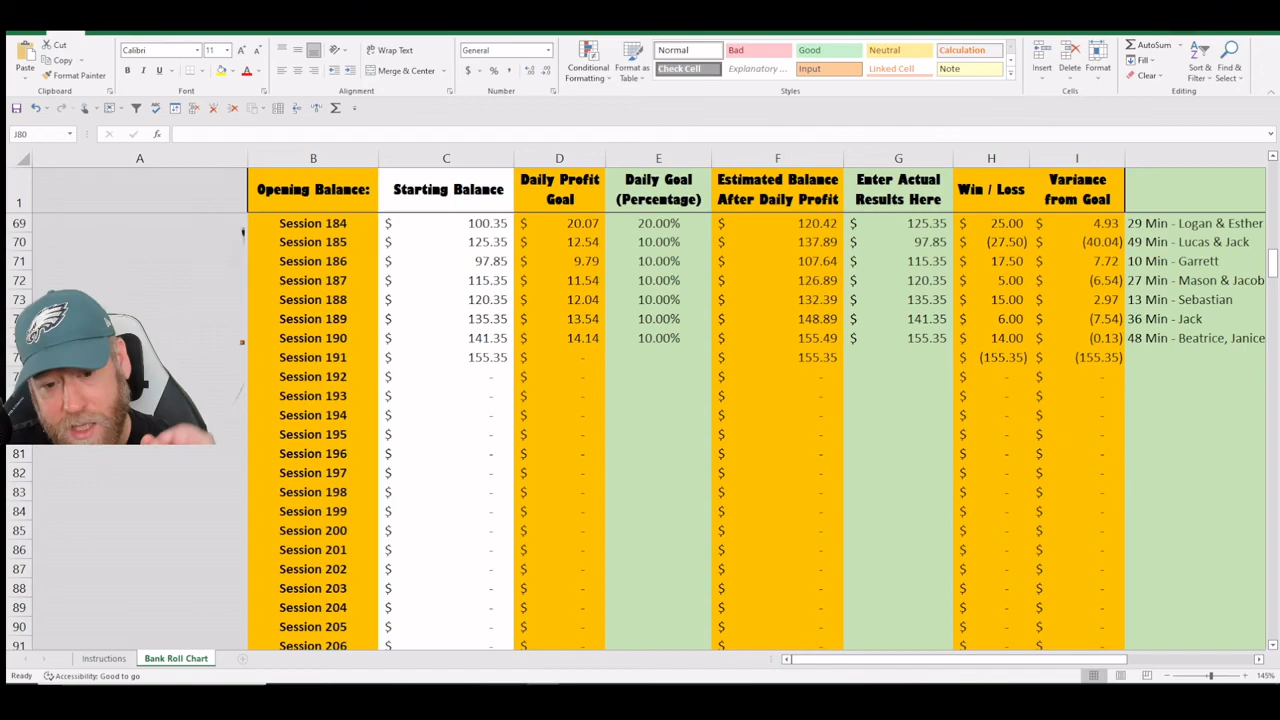 Cut
Copy
Format Painter
Paste
Clipboard
Calibri 11
B I U
Font
Wrap Text
Merge & Center
Alignment
General
$ % ,
Number
Conditional
Formatting
Format as
Table
Normal Bad Good Neutral Calculation
Check Cell Explanatory ... Input Linked Cell Note
Styles
Insert Delete Format
Cells
AutoSum
Fill
Clear
Sort &
Filter
Find &
Select
Editing
J80 fx
A B C D E F G H I
1 Opening Balance: Starting Balance Daily Profit Goal Daily Goal (Percentage) Estimated Balance After Daily Profit Enter Actual Results Here Win / Loss Variance from Goal
69 Session 184 $ 100.35 $ 20.07 20.00% $ 120.42 $ 125.35 $ 25.00 $ 4.93 29 Min - Logan & Esther
70 Session 185 $ 125.35 $ 12.54 10.00% $ 137.89 $ 97.85 $ (27.50) $ (40.04) 49 Min - Lucas & Jack
71 Session 186 $ 97.85 $ 9.79 10.00% $ 107.64 $ 115.35 $ 17.50 $ 7.72 10 Min - Garrett
72 Session 187 $ 115.35 $ 11.54 10.00% $ 126.89 $ 120.35 $ 5.00 $ (6.54) 27 Min - Mason & Jacob
73 Session 188 $ 120.35 $ 12.04 10.00% $ 132.39 $ 135.35 $ 15.00 $ 2.97 13 Min - Sebastian
Session 189 $ 135.35 $ 13.54 10.00% $ 148.89 $ 141.35 $ 6.00 $ (7.54) 36 Min - Jack
Session 190 $ 141.35 $ 14.14 10.00% $ 155.49 $ 155.35 $ 14.00 $ (0.13) 48 Min - Beatrice, Janice
Session 191 $ 155.35 $ - $ 155.35 $ (155.35) $ (155.35)
Session 192 $ - $ - $ - $ - $ -
Session 193 $ - $ - $ - $ - $ -
Session 194 $ - $ - $ - $ - $ -
Session 195 $ - $ - $ - $ - $ -
81 Session 196 $ - $ - $ - $ - $ -
82 Session 197 $ - $ - $ - $ - $ -
83 Session 198 $ - $ - $ - $ - $ -
84 Session 199 $ - $ - $ - $ - $ -
85 Session 200 $ - $ - $ - $ - $ -
86 Session 201 $ - $ - $ - $ - $ -
87 Session 202 $ - $ - $ - $ - $ -
88 Session 203 $ - $ - $ - $ - $ -
89 Session 204 $ - $ - $ - $ - $ -
90 Session 205 $ - $ - $ - $ - $ -
91 Session 206 $ - $ - $ - $ - $ -
Instructions Bank Roll Chart
Ready Accessibility: Good to go 145%